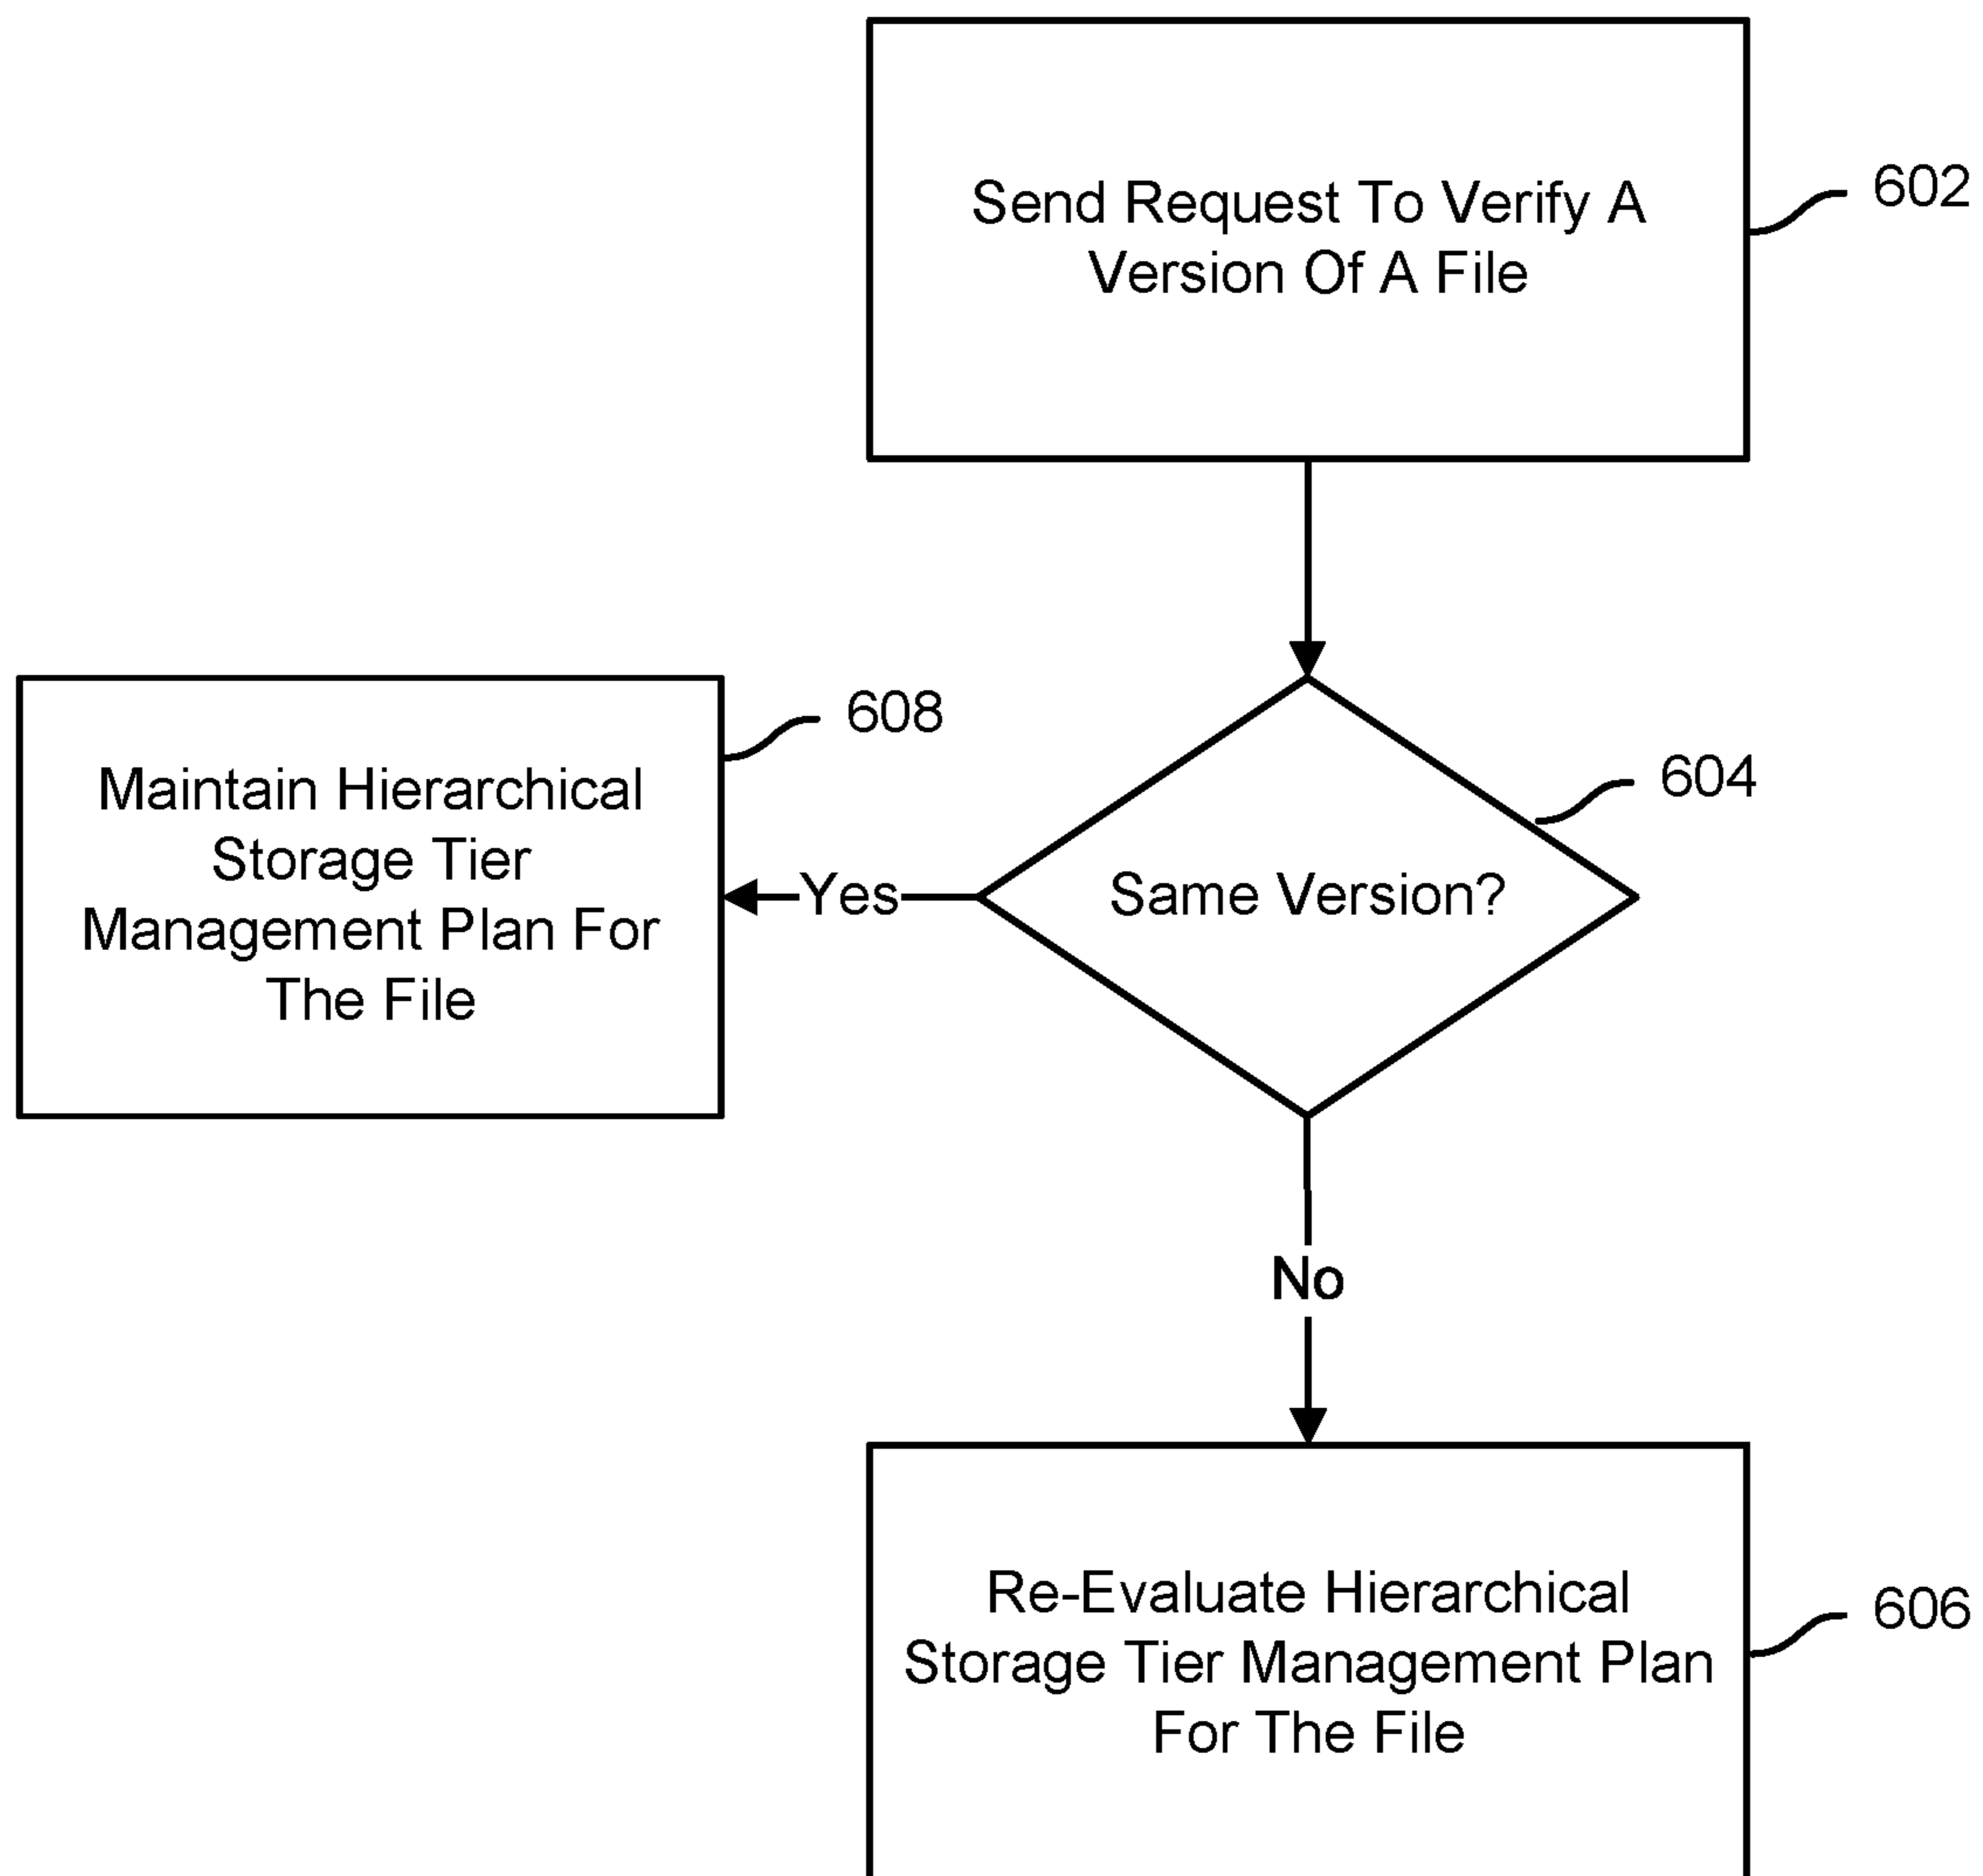 Send Request To Verify A
Version Of A File
602
608
Maintain Hierarchical
Storage Tier
Management Plan For
The File
604
Same Version?
Yes
No
Re-Evaluate Hierarchical
Storage Tier Management Plan
For The File
606